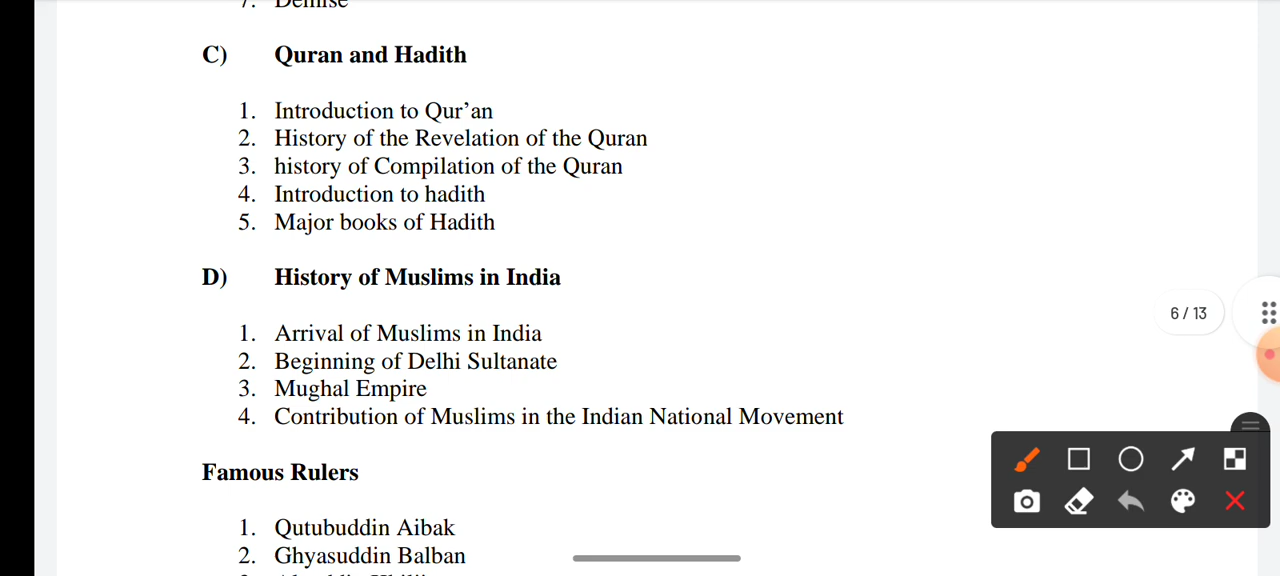 7. Demise
C) Quran and Hadith
1. Introduction to Qur’an
2. History of the Revelation of the Quran
3. history of Compilation of the Quran
4. Introduction to hadith
5. Major books of Hadith
D) History of Muslims in India
1. Arrival of Muslims in India
2. Beginning of Delhi Sultanate
3. Mughal Empire
4. Contribution of Muslims in the Indian National Movement
Famous Rulers
1. Qutubuddin Aibak
2. Ghyasuddin Balban
6 / 13